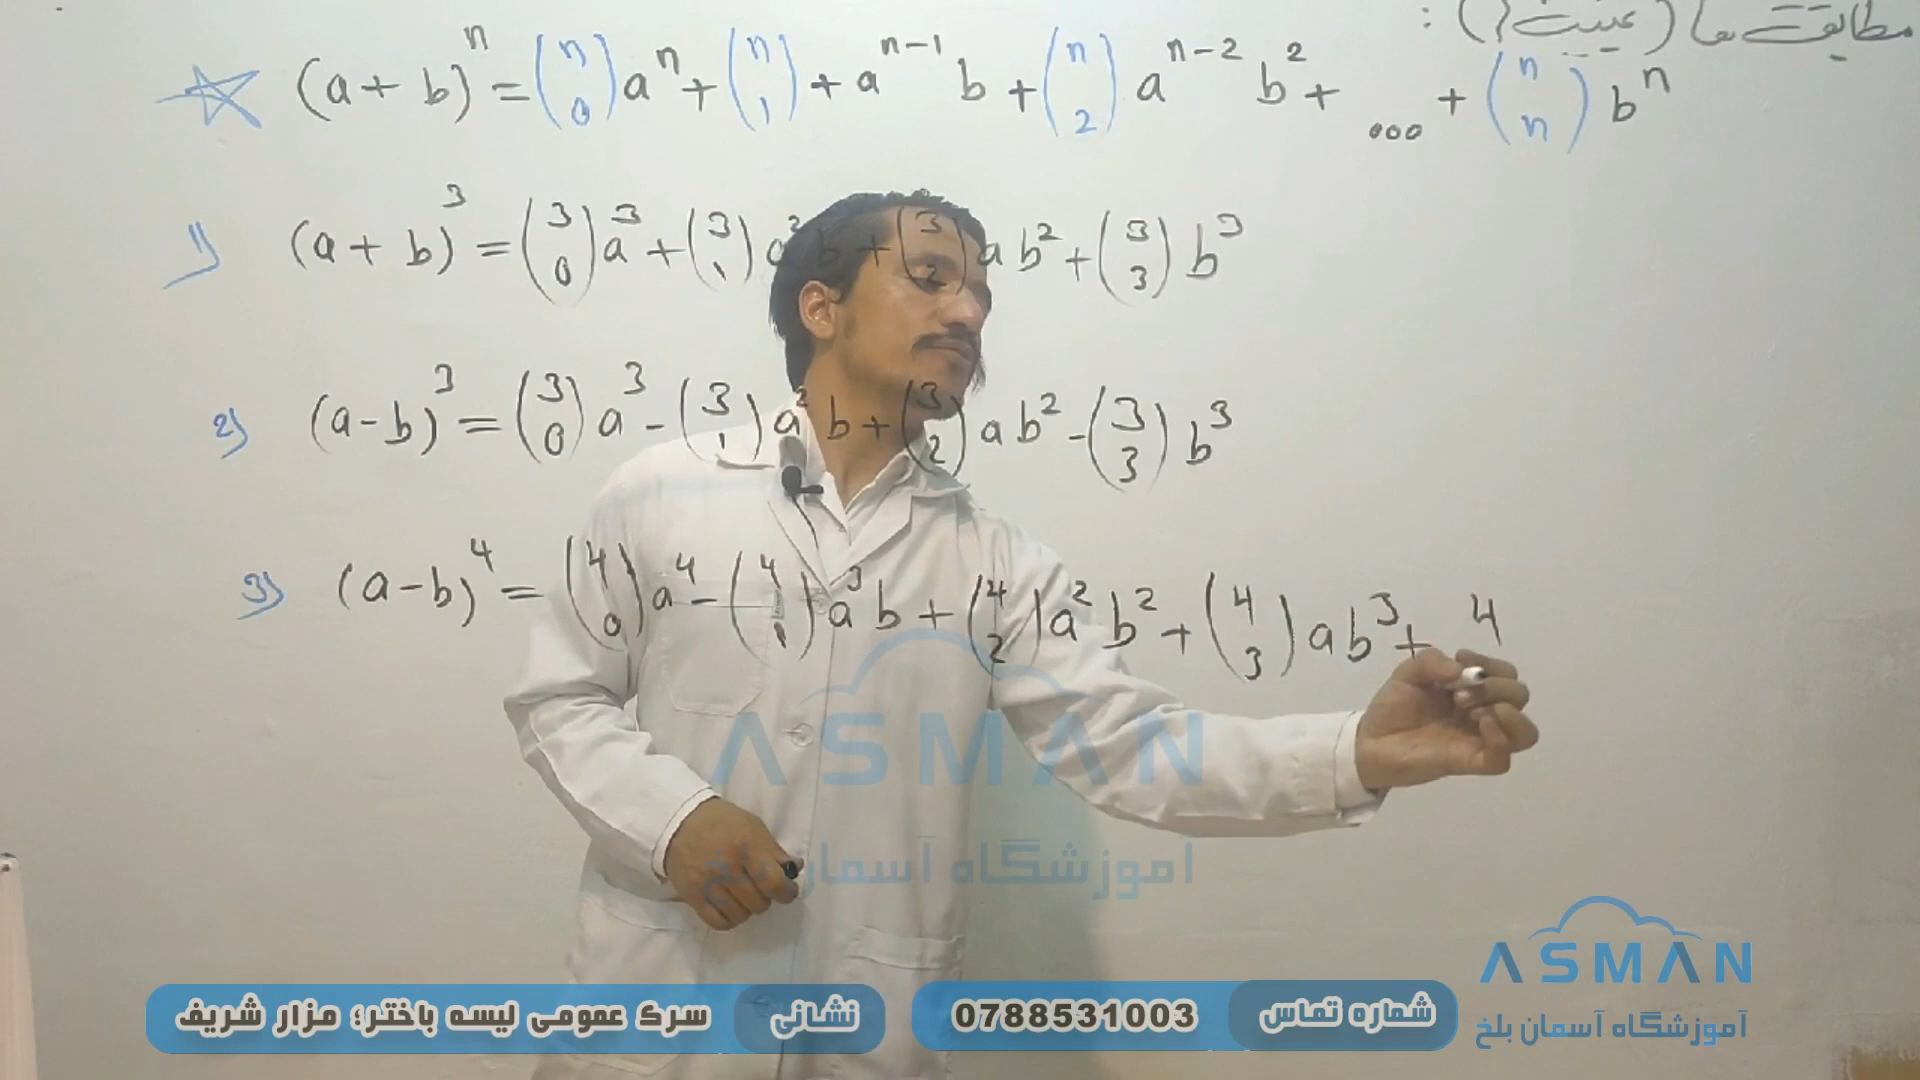 مطابقت ها (عینیت ها) :
(a + b)^n = (n 0) a^n + (n 1) + a^{n-1} b + (n 2) a^{n-2} b^2 + ... + (n n) b^n
1) (a + b)^3 = (3 0) a^3 + (3 1) a^2 b + (3 2) a b^2 + (3 3) b^3
2) (a - b)^3 = (3 0) a^3 - (3 1) a^2 b + (3 2) a b^2 - (3 3) b^3
3) (a - b)^4 = (4 0) a^4 - (4 1) a^3 b + (4 2) a^2 b^2 + (4 3) a b^3 + 4
ASMAN
آموزشگاه آسمان بلخ
ASMAN
آموزشگاه آسمان بلخ
شماره تماس 0788531003
نشانی سرک عمومی لیسه باختر؛ مزار شریف